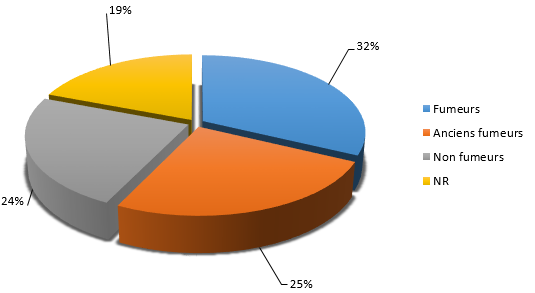 19%
32%
24%
25%
Fumeurs
Anciens fumeurs
Non fumeurs
NR